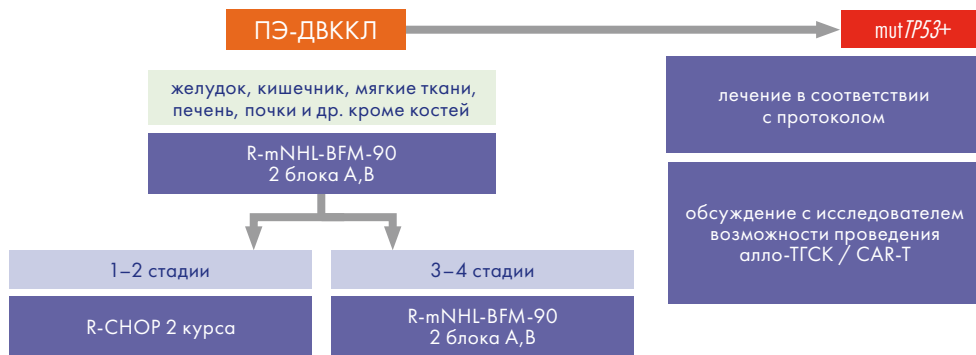 ПЭ-ДВККЛ
mutTP53+
желудок, кишечник, мягкие ткани,
печень, почки и др. кроме костей
R-mNHL-BFM-90
2 блока А,В
1–2 стадии
3–4 стадии
R-CHOP 2 курса
R-mNHL-BFM-90
2 блока А,В
лечение в соответствии
с протоколом
обсуждение с исследователем
возможности проведения
алло-ТГСК / CAR-T